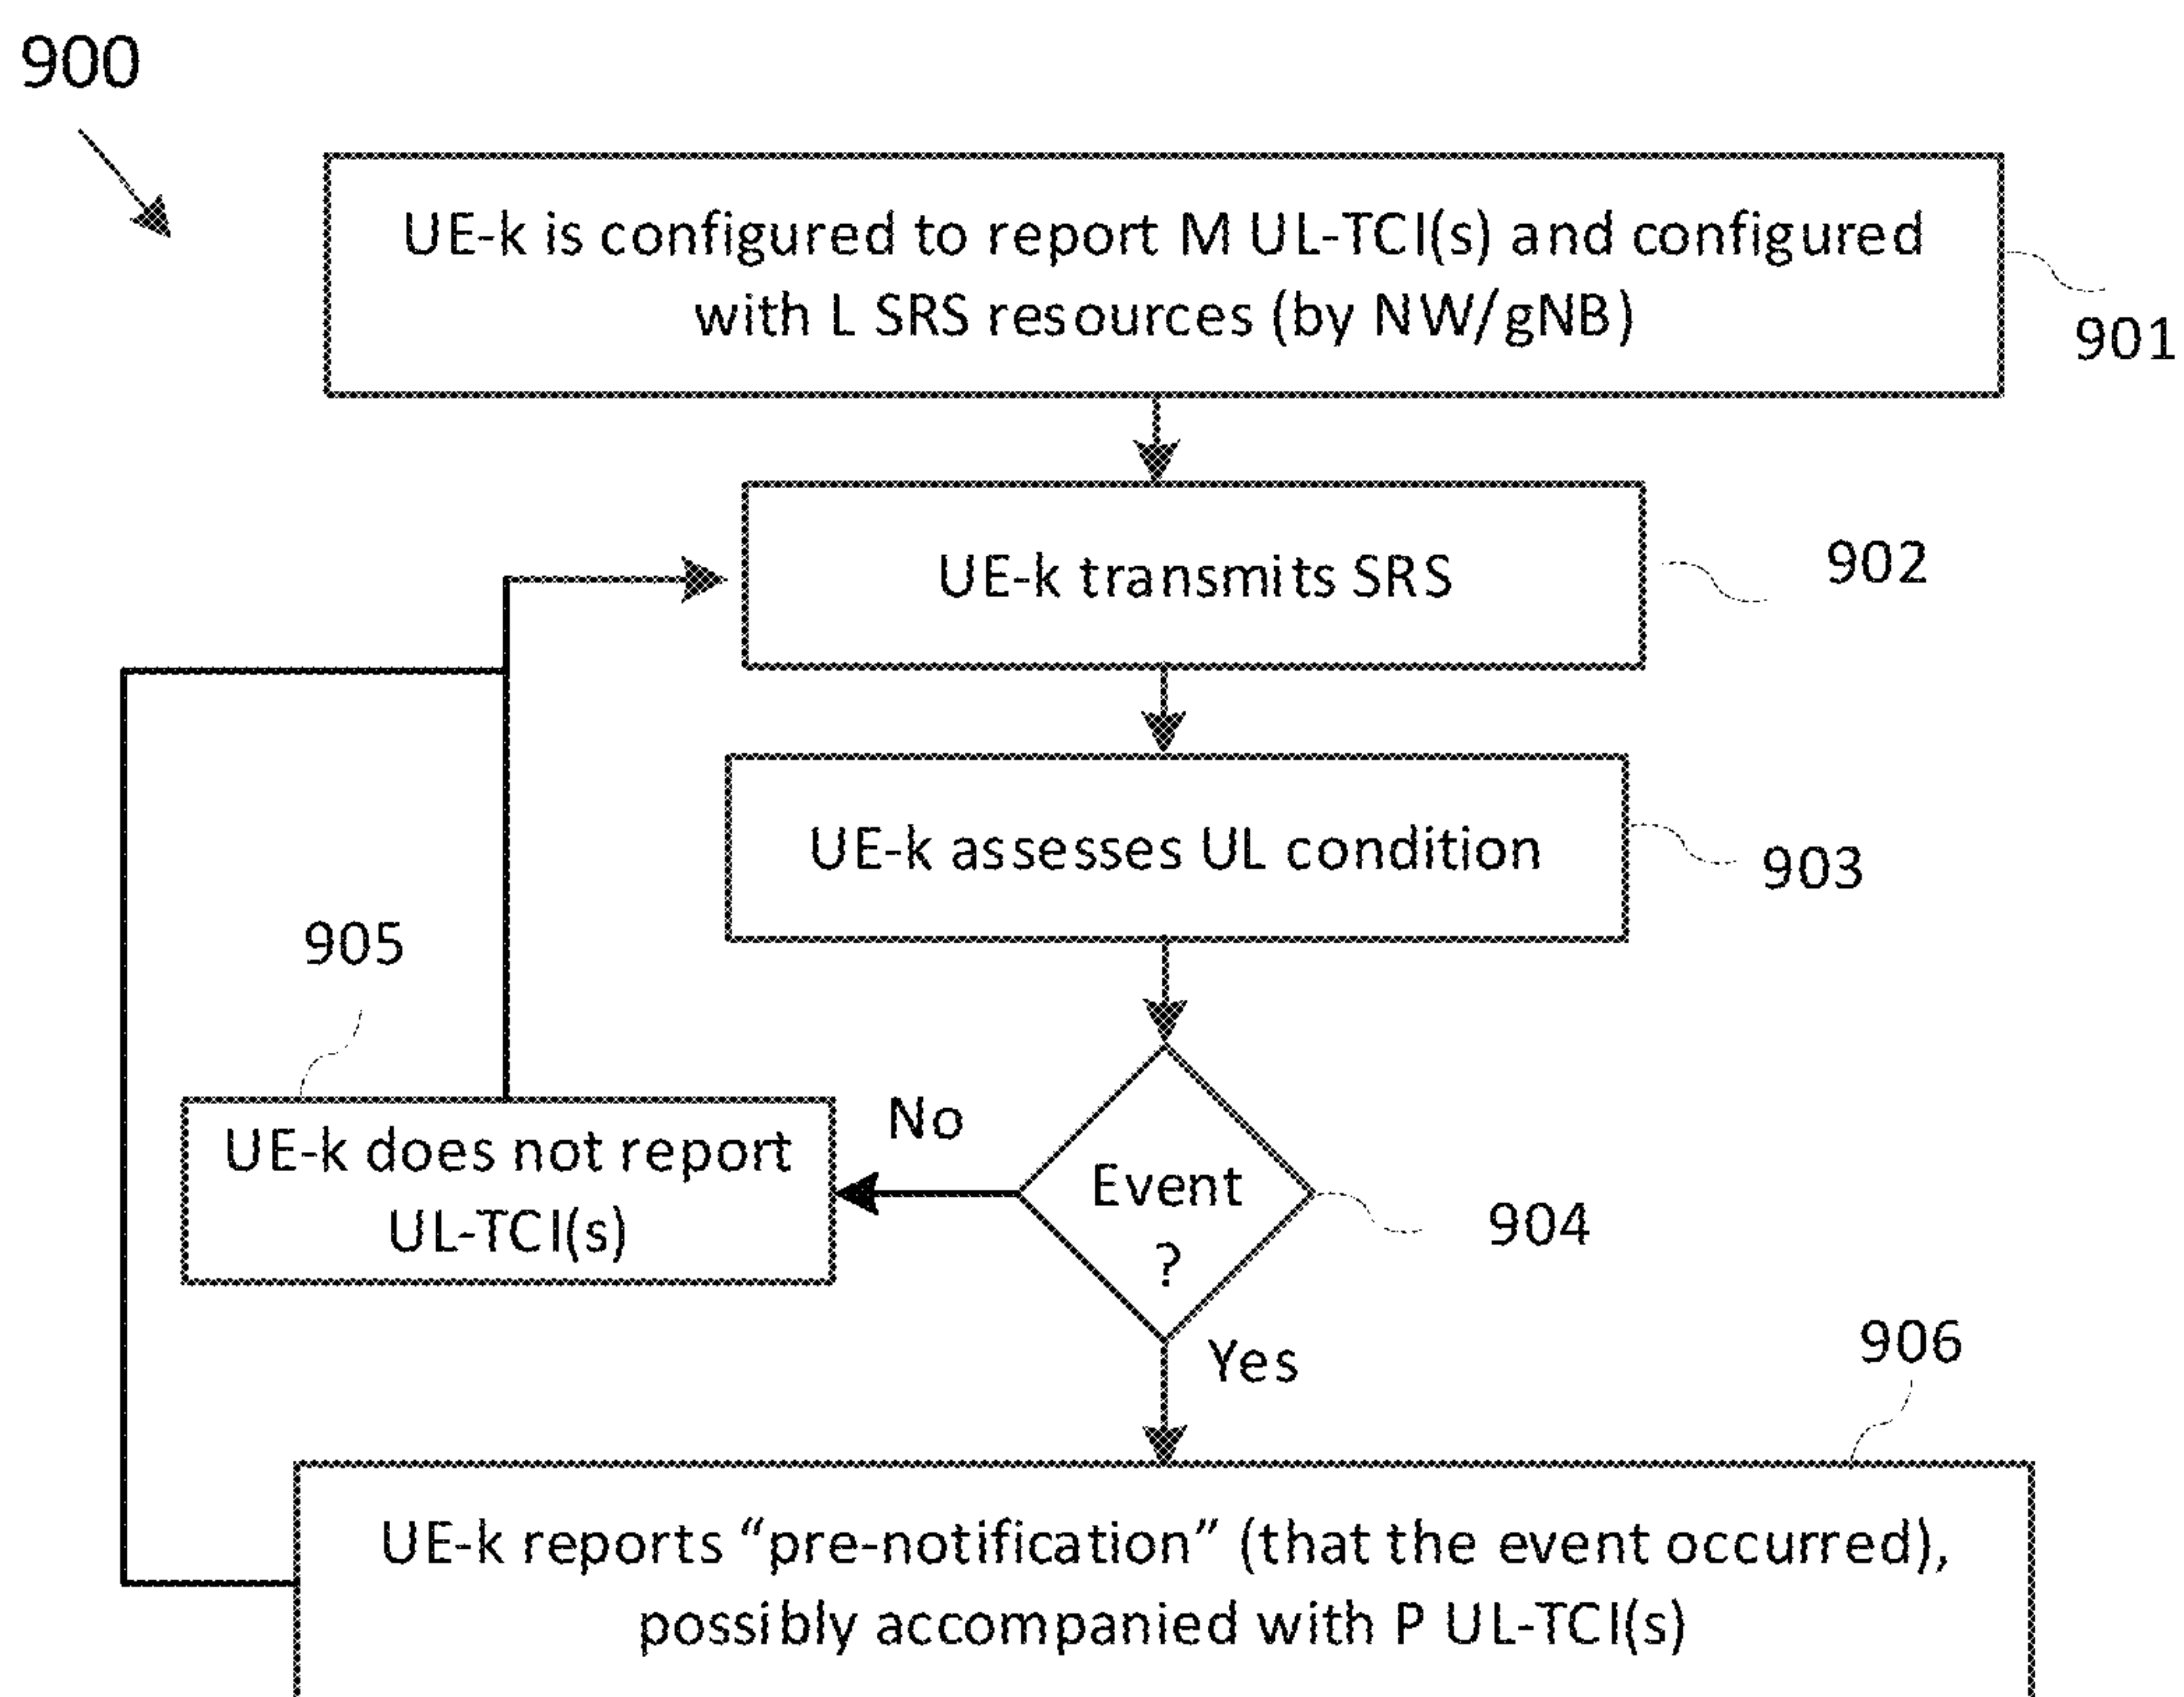 900
UE-k is configured to report M UL-TCI(s) and configured
with L SRS resources (by NW/gNB)
901
UE-k transmits SRS
902
UE-k assesses UL condition
903
905
UE-k does not report
UL-TCI(s)
No
Event
?
904
Yes
906
UE-k reports “pre-notification” (that the event occurred),
possibly accompanied with P UL-TCI(s)